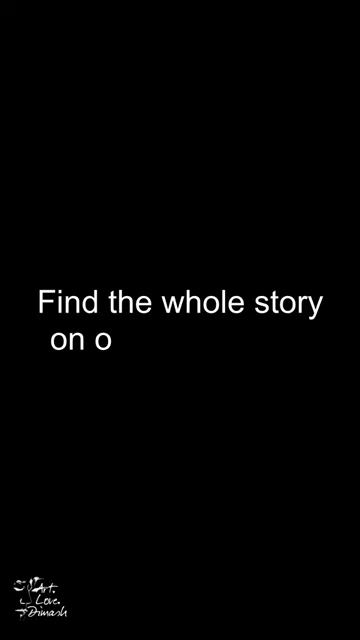 Find the whole story
on o
Art.
Love.
Dimash